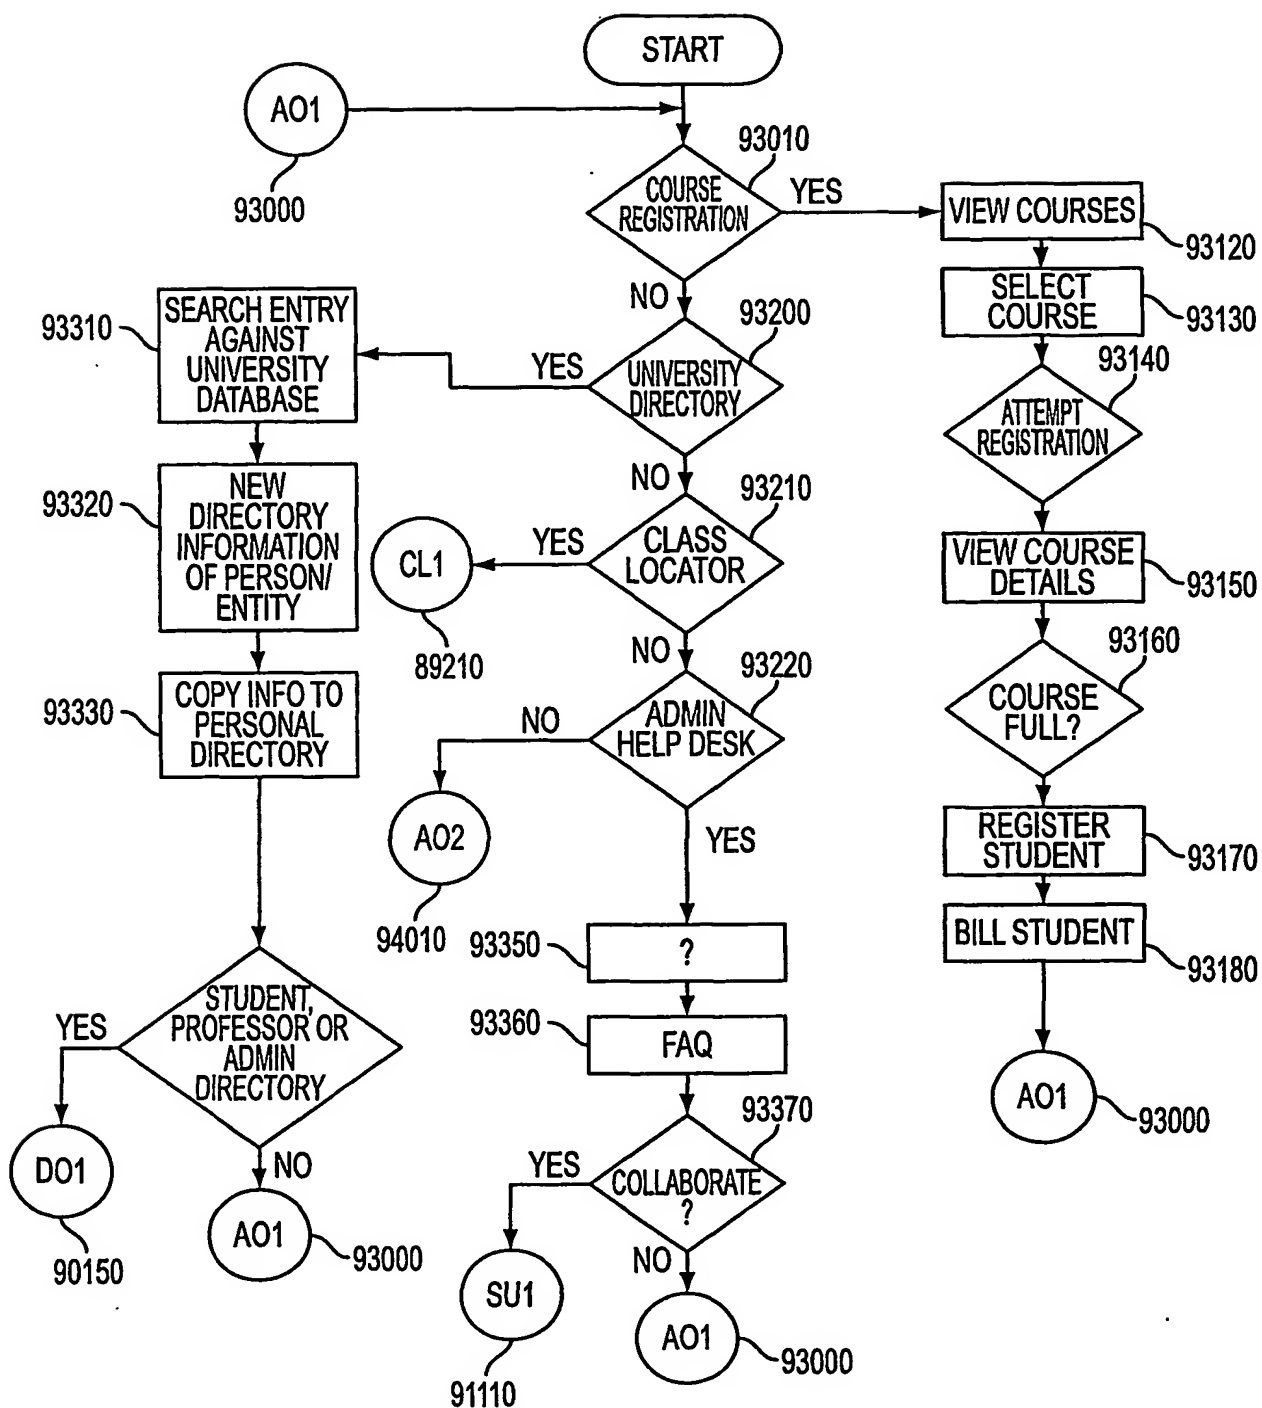 START
AO1
93000
93010
COURSE
REGISTRATION
YES
NO
VIEW COURSES
93120
SELECT
COURSE
93130
93140
ATTEMPT
REGISTRATION
VIEW COURSE
DETAILS
93150
93160
COURSE
FULL?
REGISTER
STUDENT
93170
BILL STUDENT
93180
AO1
93000
93200
UNIVERSITY
DIRECTORY
YES
NO
93310
SEARCH ENTRY
AGAINST
UNIVERSITY
DATABASE
93320
NEW
DIRECTORY
INFORMATION
OF PERSON/
ENTITY
93330
COPY INFO TO
PERSONAL
DIRECTORY
STUDENT,
PROFESSOR OR
ADMIN
DIRECTORY
YES
DO1
90150
NO
AO1
93000
93210
CLASS
LOCATOR
YES
CL1
89210
NO
93220
ADMIN
HELP DESK
NO
AO2
94010
YES
93350
?
93360
FAQ
93370
COLLABORATE
?
YES
SU1
91110
NO
AO1
93000